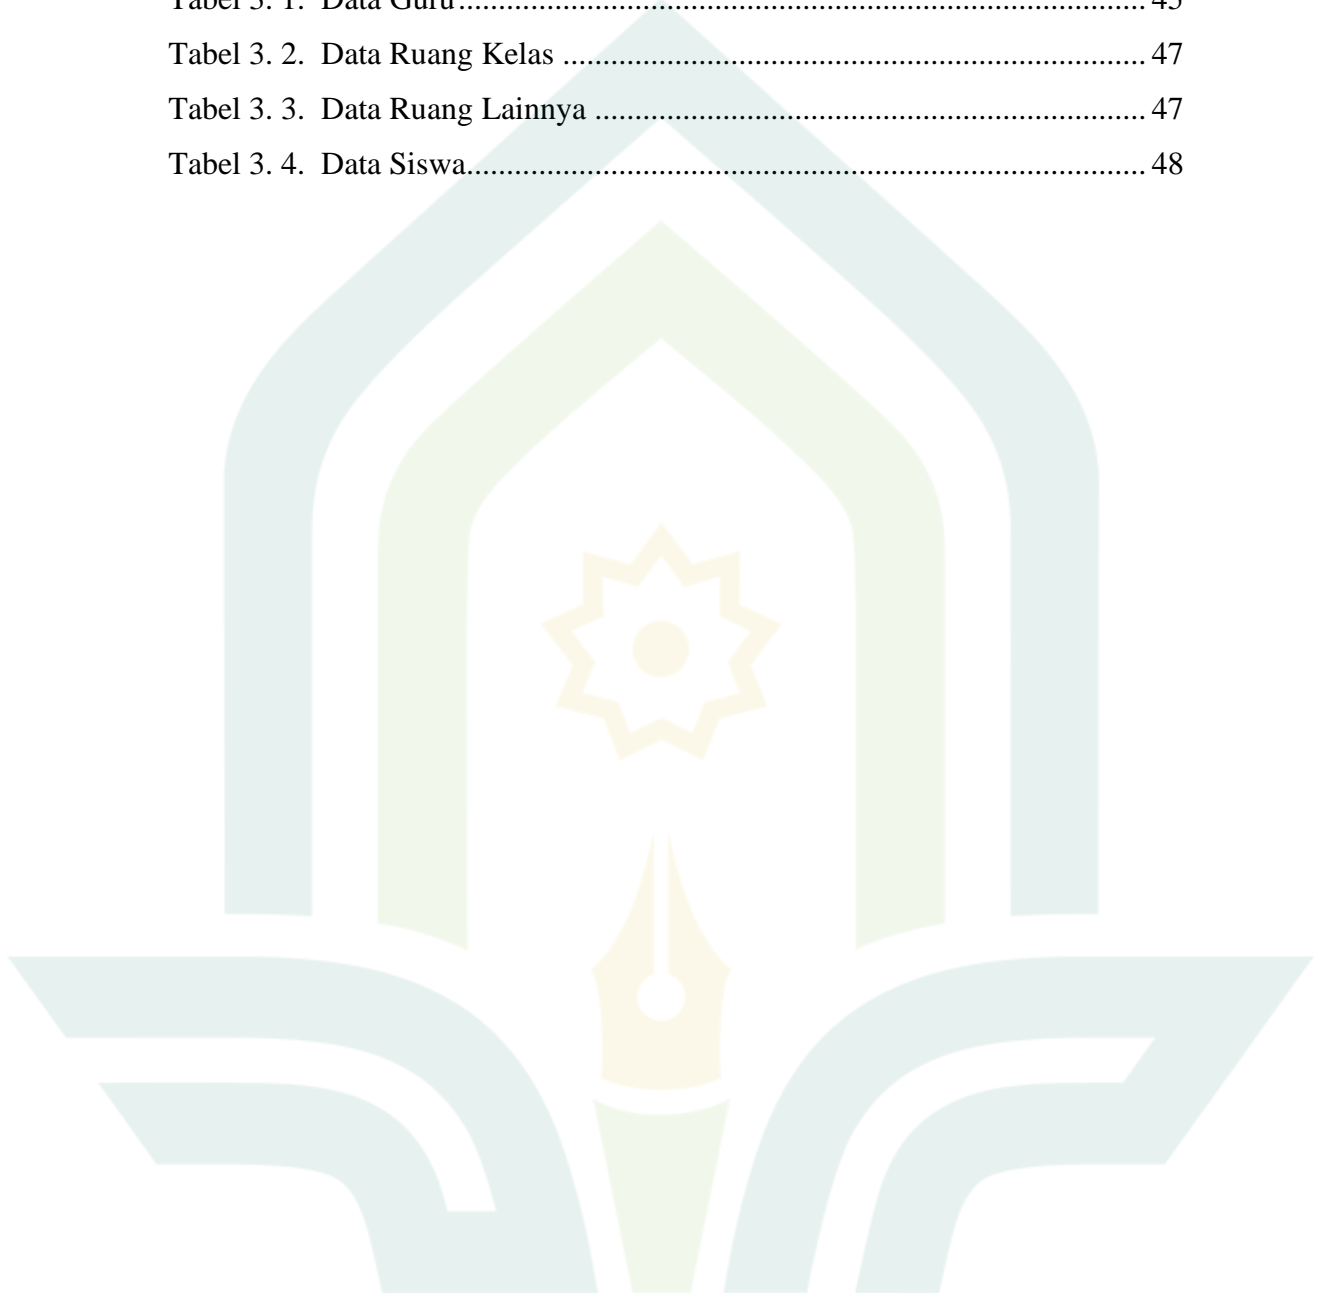 Tabel 3. 1.  Data Guru.......................................................................................45
Tabel 3. 2.  Data Ruang Kelas ..........................................................................47
Tabel 3. 3.  Data Ruang Lainnya ......................................................................47
Tabel 3. 4.  Data Siswa......................................................................................48